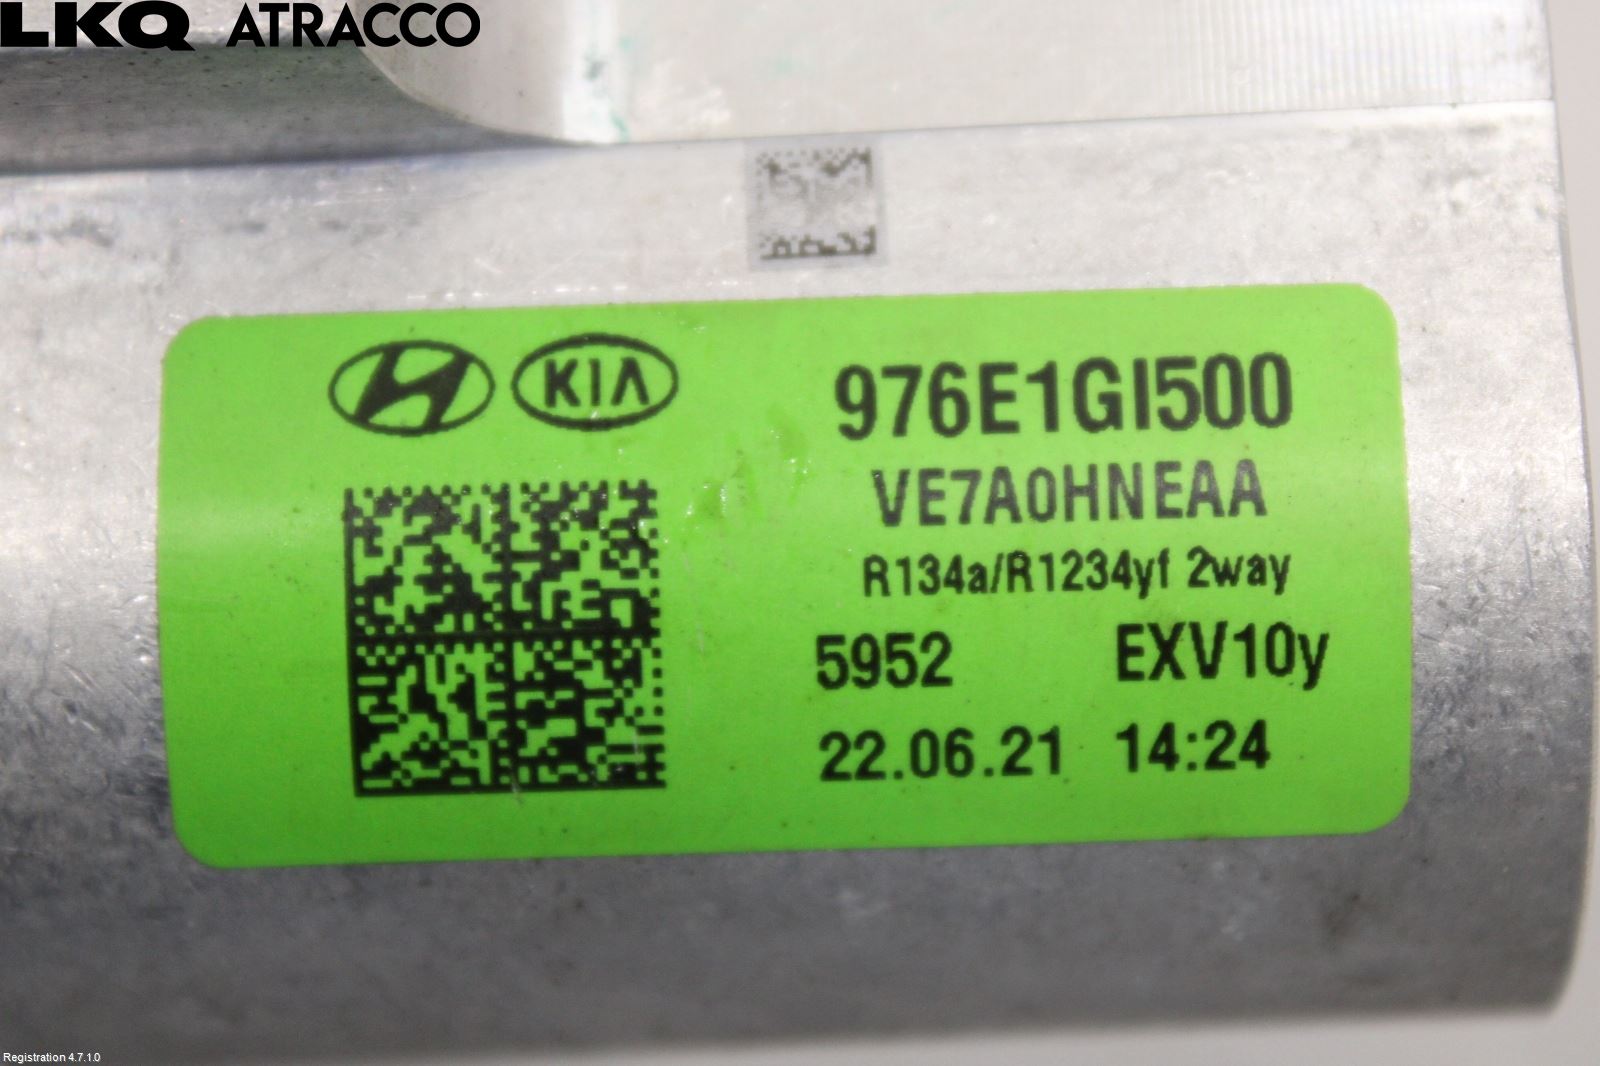 LKQ ATRACCO
KIA 976E1GI500
VE7A0HNEAA
R134a/R1234yf 2way
5952 EXV10y
22.06.21 14:24
Registration 4.7.1.0